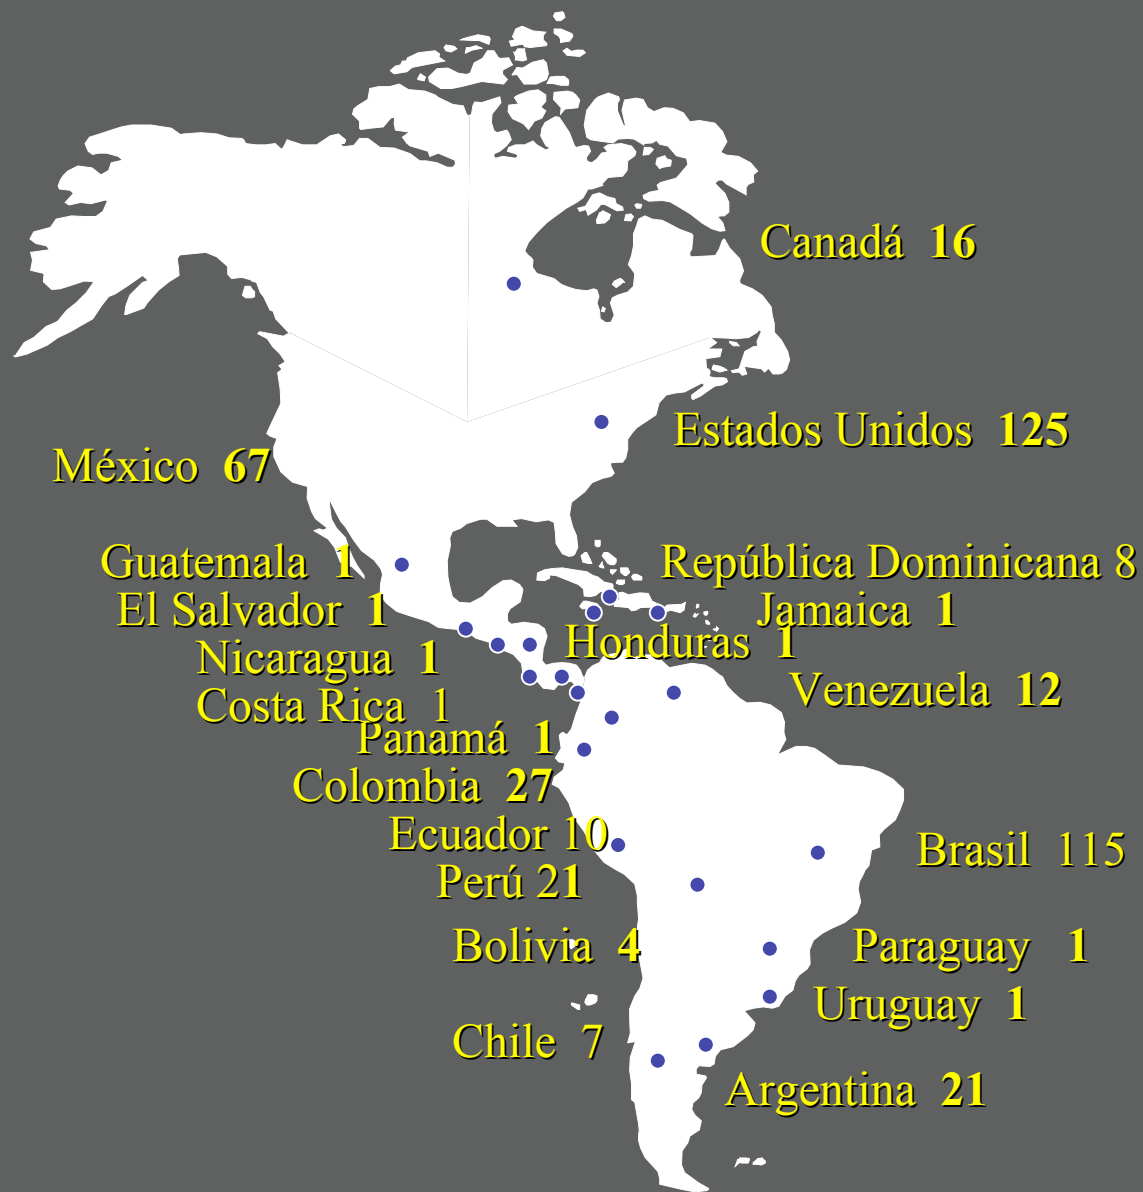 Canadá 16
Estados Unidos 125
México 67
Guatemala 1
República Dominicana 8
El Salvador 1
Jamaica 1
Honduras 1
Nicaragua 1
Venezuela 12
Costa Rica 1
Panamá 1
Colombia 27
Ecuador 10
Brasil 115
Perú 21
Bolivia 4
Paraguay 1
Uruguay 1
Chile 7
Argentina 21